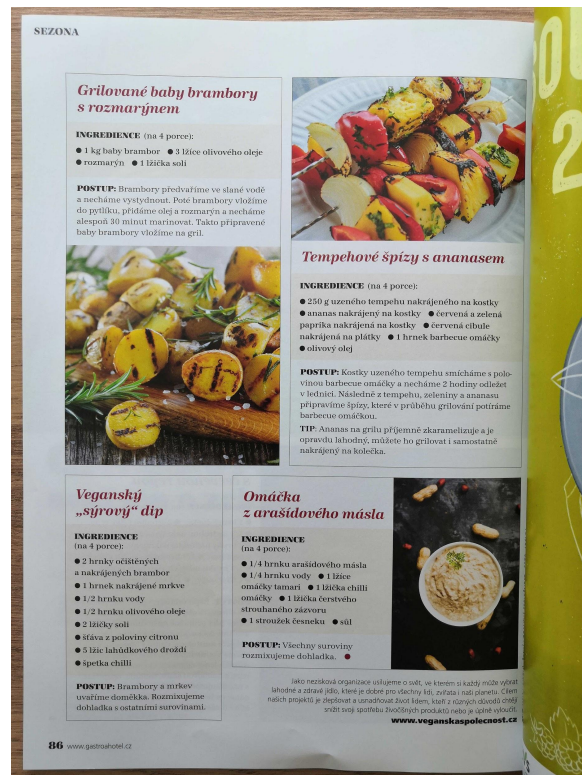 SEZONA
Grilované baby brambory
s rozmarýnem
INGREDIENCE (na 4 porce):
● 1 kg baby brambor ● 3 lžíce olivového oleje
● rozmarýn ● 1 lžička soli
POSTUP: Brambory předvaříme ve slané vodě
a necháme vystydnout. Poté brambory vložíme
do pytlíku, přidáme olej a rozmarýn a necháme
alespoň 30 minut marinovat. Takto připravené
baby brambory vložíme na gril.
Tempehové špízy s ananasem
INGREDIENCE (na 4 porce):
● 250 g uzeného tempehu nakrájeného na kostky
● ananas nakrájený na kostky ● červená a zelená
paprika nakrájená na kostky ● červená cibule
nakrájená na plátky ● 1 hrnek barbecue omáčky
● olivový olej
POSTUP: Kostky uzeného tempehu smícháme s polo-
vinou barbecue omáčky a necháme 2 hodiny odležet
v lednici. Následně z tempehu, zeleniny a ananasu
připravíme špízy, které v průběhu grilování potíráme
barbecue omáčkou.
TIP: Ananas na grilu příjemně zkaramelizuje a je
opravdu lahodný, můžete ho grilovat i samostatně
nakrájený na kolečka.
Veganský
„sýrový“ dip
INGREDIENCE
(na 4 porce):
● 2 hrnky očištěných
a nakrájených brambor
● 1 hrnek nakrájené mrkve
● 1/2 hrnku vody
● 1/2 hrnku olivového oleje
● 2 lžičky soli
● šťáva z poloviny citronu
● 5 lžic lahůdkového droždí
● špetka chilli
POSTUP: Brambory a mrkev
uvaříme doměkka. Rozmixujeme
dohladka s ostatními surovinami.
Omáčka
z arašídového másla
INGREDIENCE
(na 4 porce):
● 1/4 hrnku arašídového másla
● 1/4 hrnku vody ● 1 lžíce
omáčky tamari ● 1 lžička chilli
omáčky ● 1 lžička čerstvého
strouhaného zázvoru
● 1 stroužek česneku ● sůl
POSTUP: Všechny suroviny
rozmixujeme dohladka. ●
Jako nezisková organizace usilujeme o svět, ve kterém si každý může vybrat
lahodné a zdravé jídlo, které je dobré pro všechny lidi, zvířata i naši planetu. Cílem
našich projektů je zlepšovat a usnadňovat život lidem, kteří z různých důvodů chtějí
snížit svoji spotřebu živočišných produktů nebo je úplně vyloučit.
www.veganskaspolecnost.cz
86 www.gastroahotel.cz